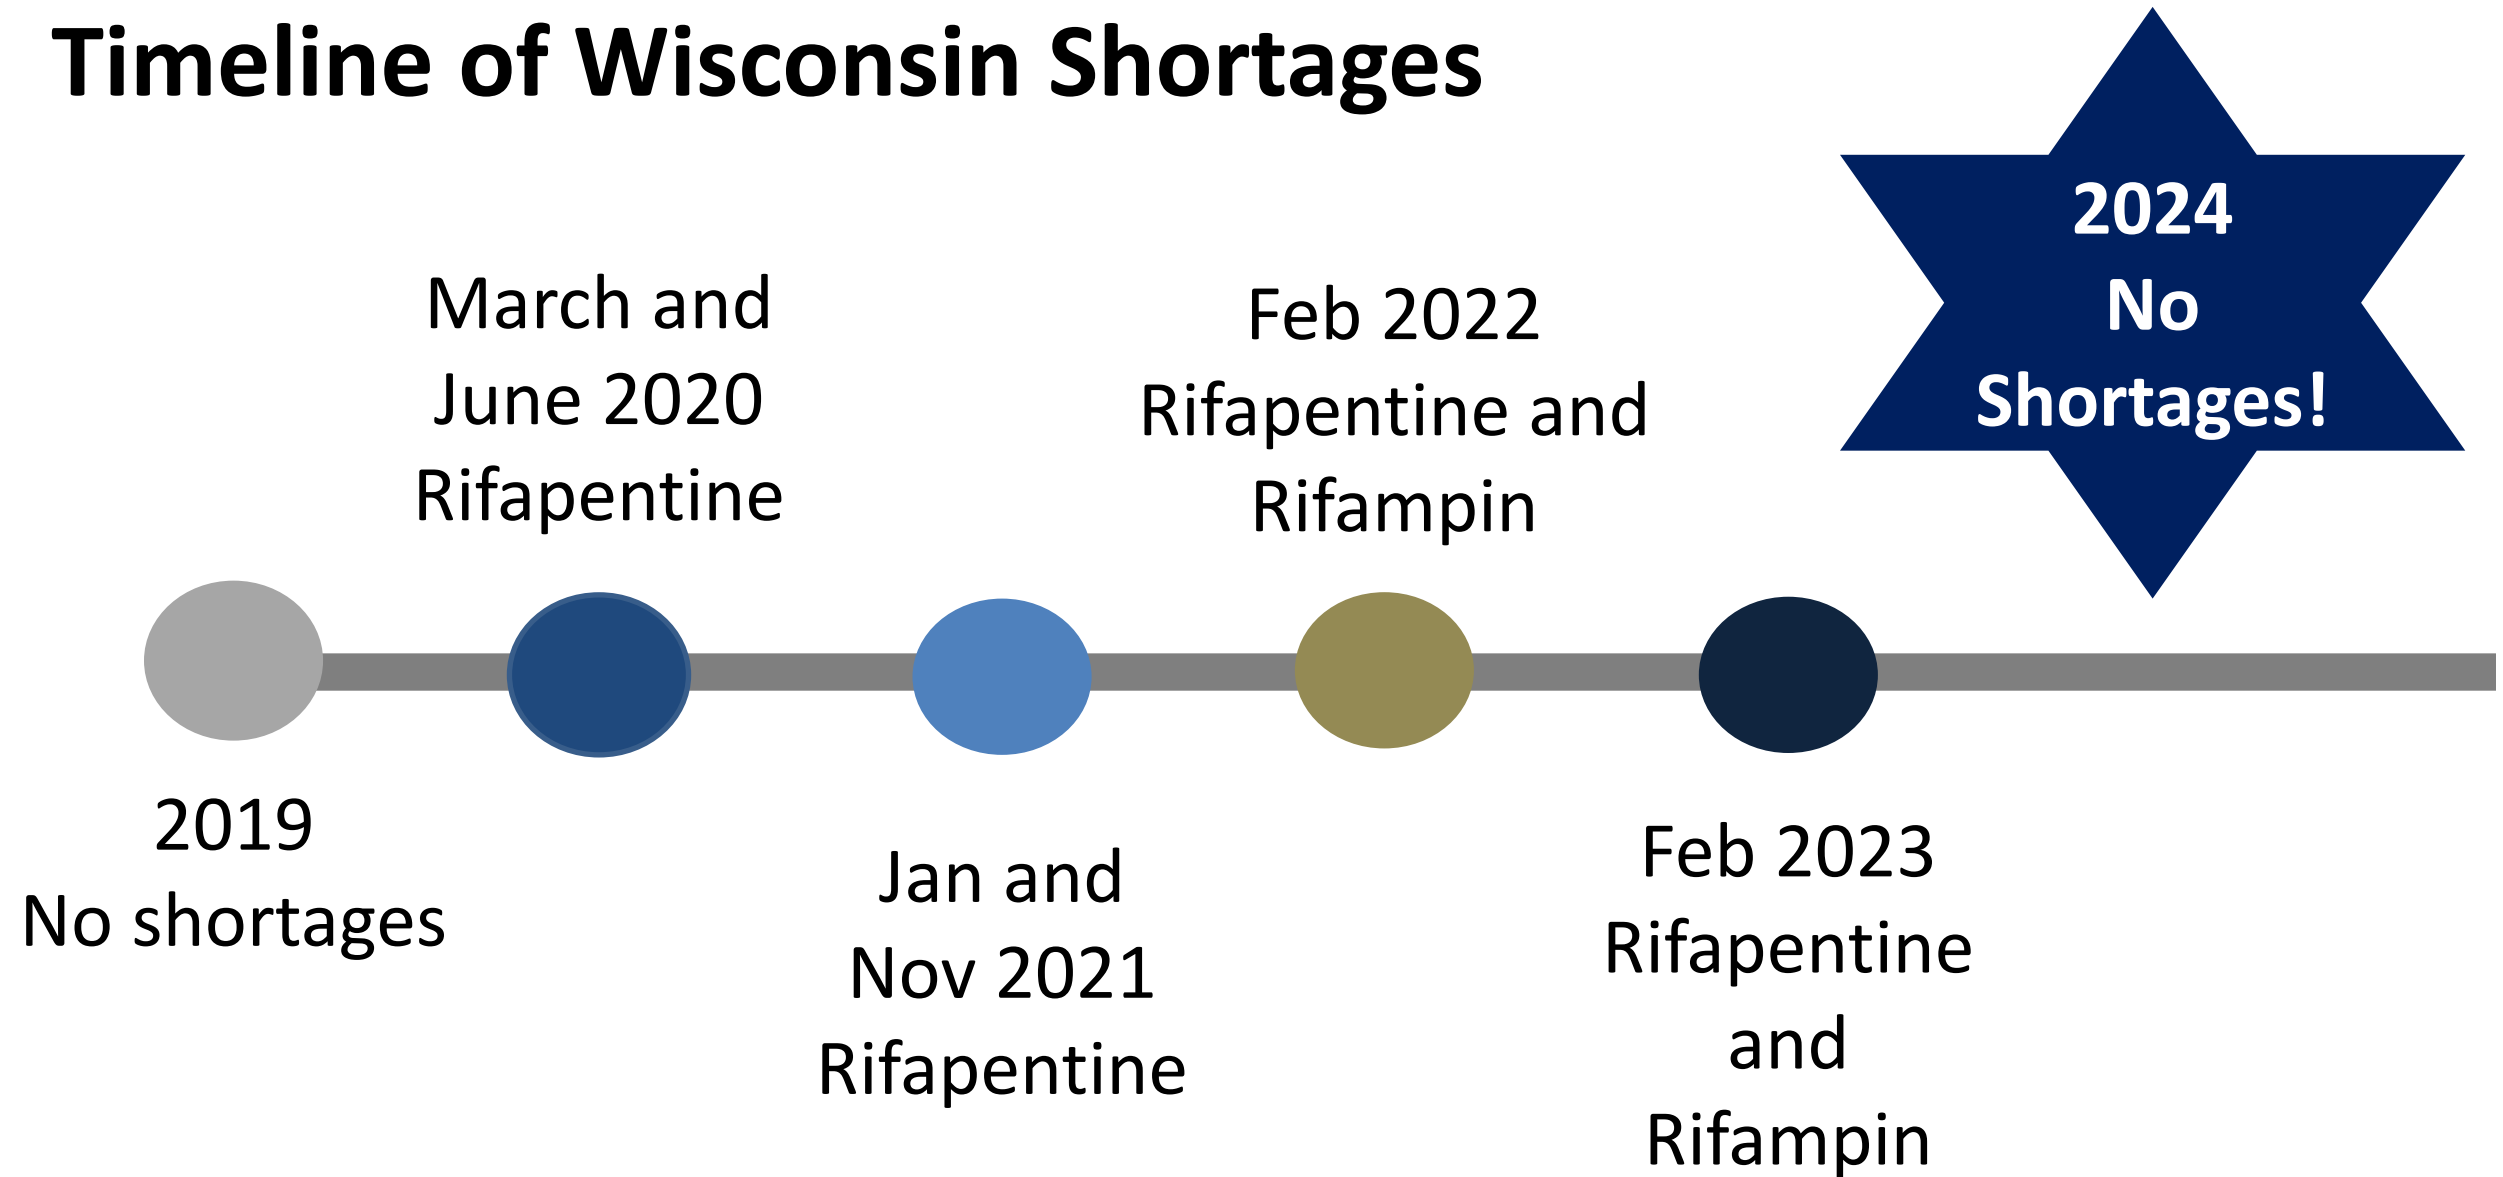 Timeline of Wisconsin Shortages
2019
No shortages
March and
June 2020
Rifapentine
Jan and
Nov 2021
Rifapentine
Feb 2022
Rifapentine and
Rifampin
Feb 2023
Rifapentine
and
Rifampin
2024
No
Shortages!